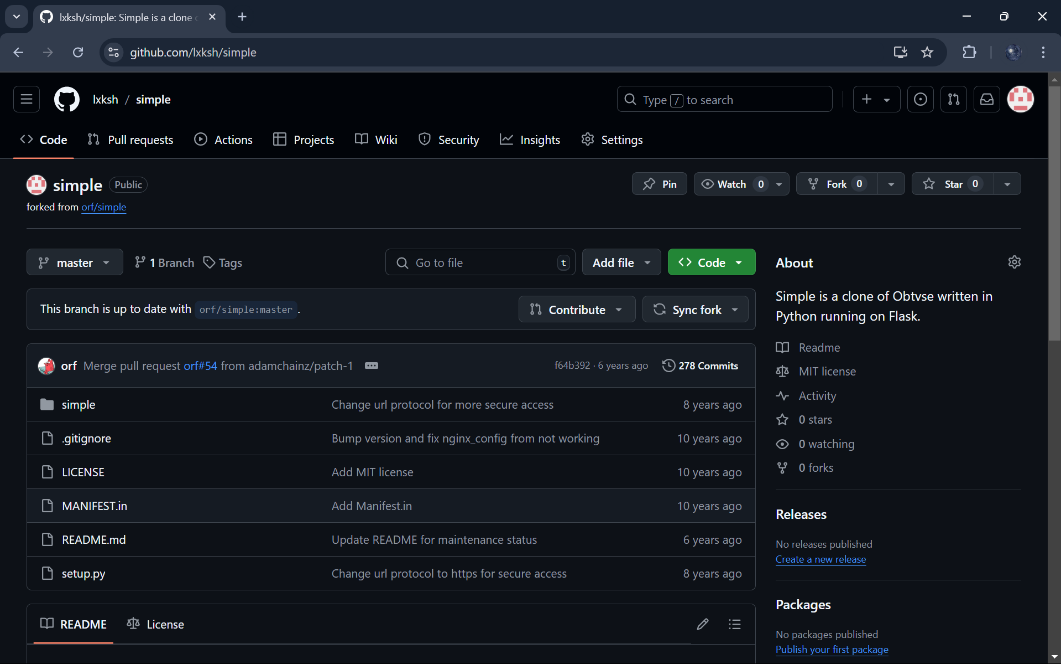 lxksh/simple: Simple is a clone o
github.com/lxksh/simple
lxksh / simple
Type / to search
Code Pull requests Actions Projects Wiki Security Insights Settings
simple Public
forked from orf/simple
Pin Watch 0 Fork 0 Star 0
master 1 Branch Tags Go to file t Add file Code
This branch is up to date with orf/simple:master .
Contribute Sync fork
orf Merge pull request orf#54 from adamchainz/patch-1 f64b392 · 6 years ago 278 Commits
simple Change url protocol for more secure access 8 years ago
.gitignore Bump version and fix nginx_config from not working 10 years ago
LICENSE Add MIT license 10 years ago
MANIFEST.in Add Manifest.in 10 years ago
README.md Update README for maintenance status 6 years ago
setup.py Change url protocol to https for secure access 8 years ago
README License
About
Simple is a clone of Obtvse written in
Python running on Flask.
Readme
MIT license
Activity
0 stars
0 watching
0 forks
Releases
No releases published
Create a new release
Packages
No packages published
Publish your first package